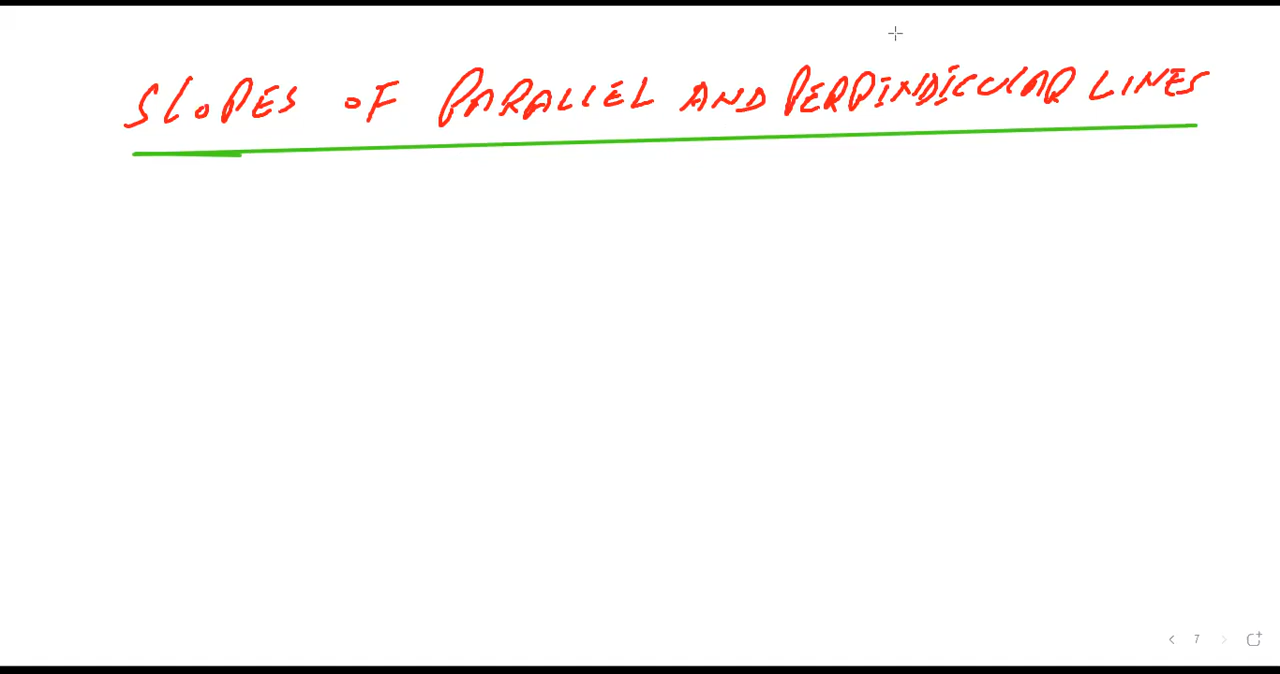 SLOPES OF PARALLEL AND PERPINDICULAR LINES
7